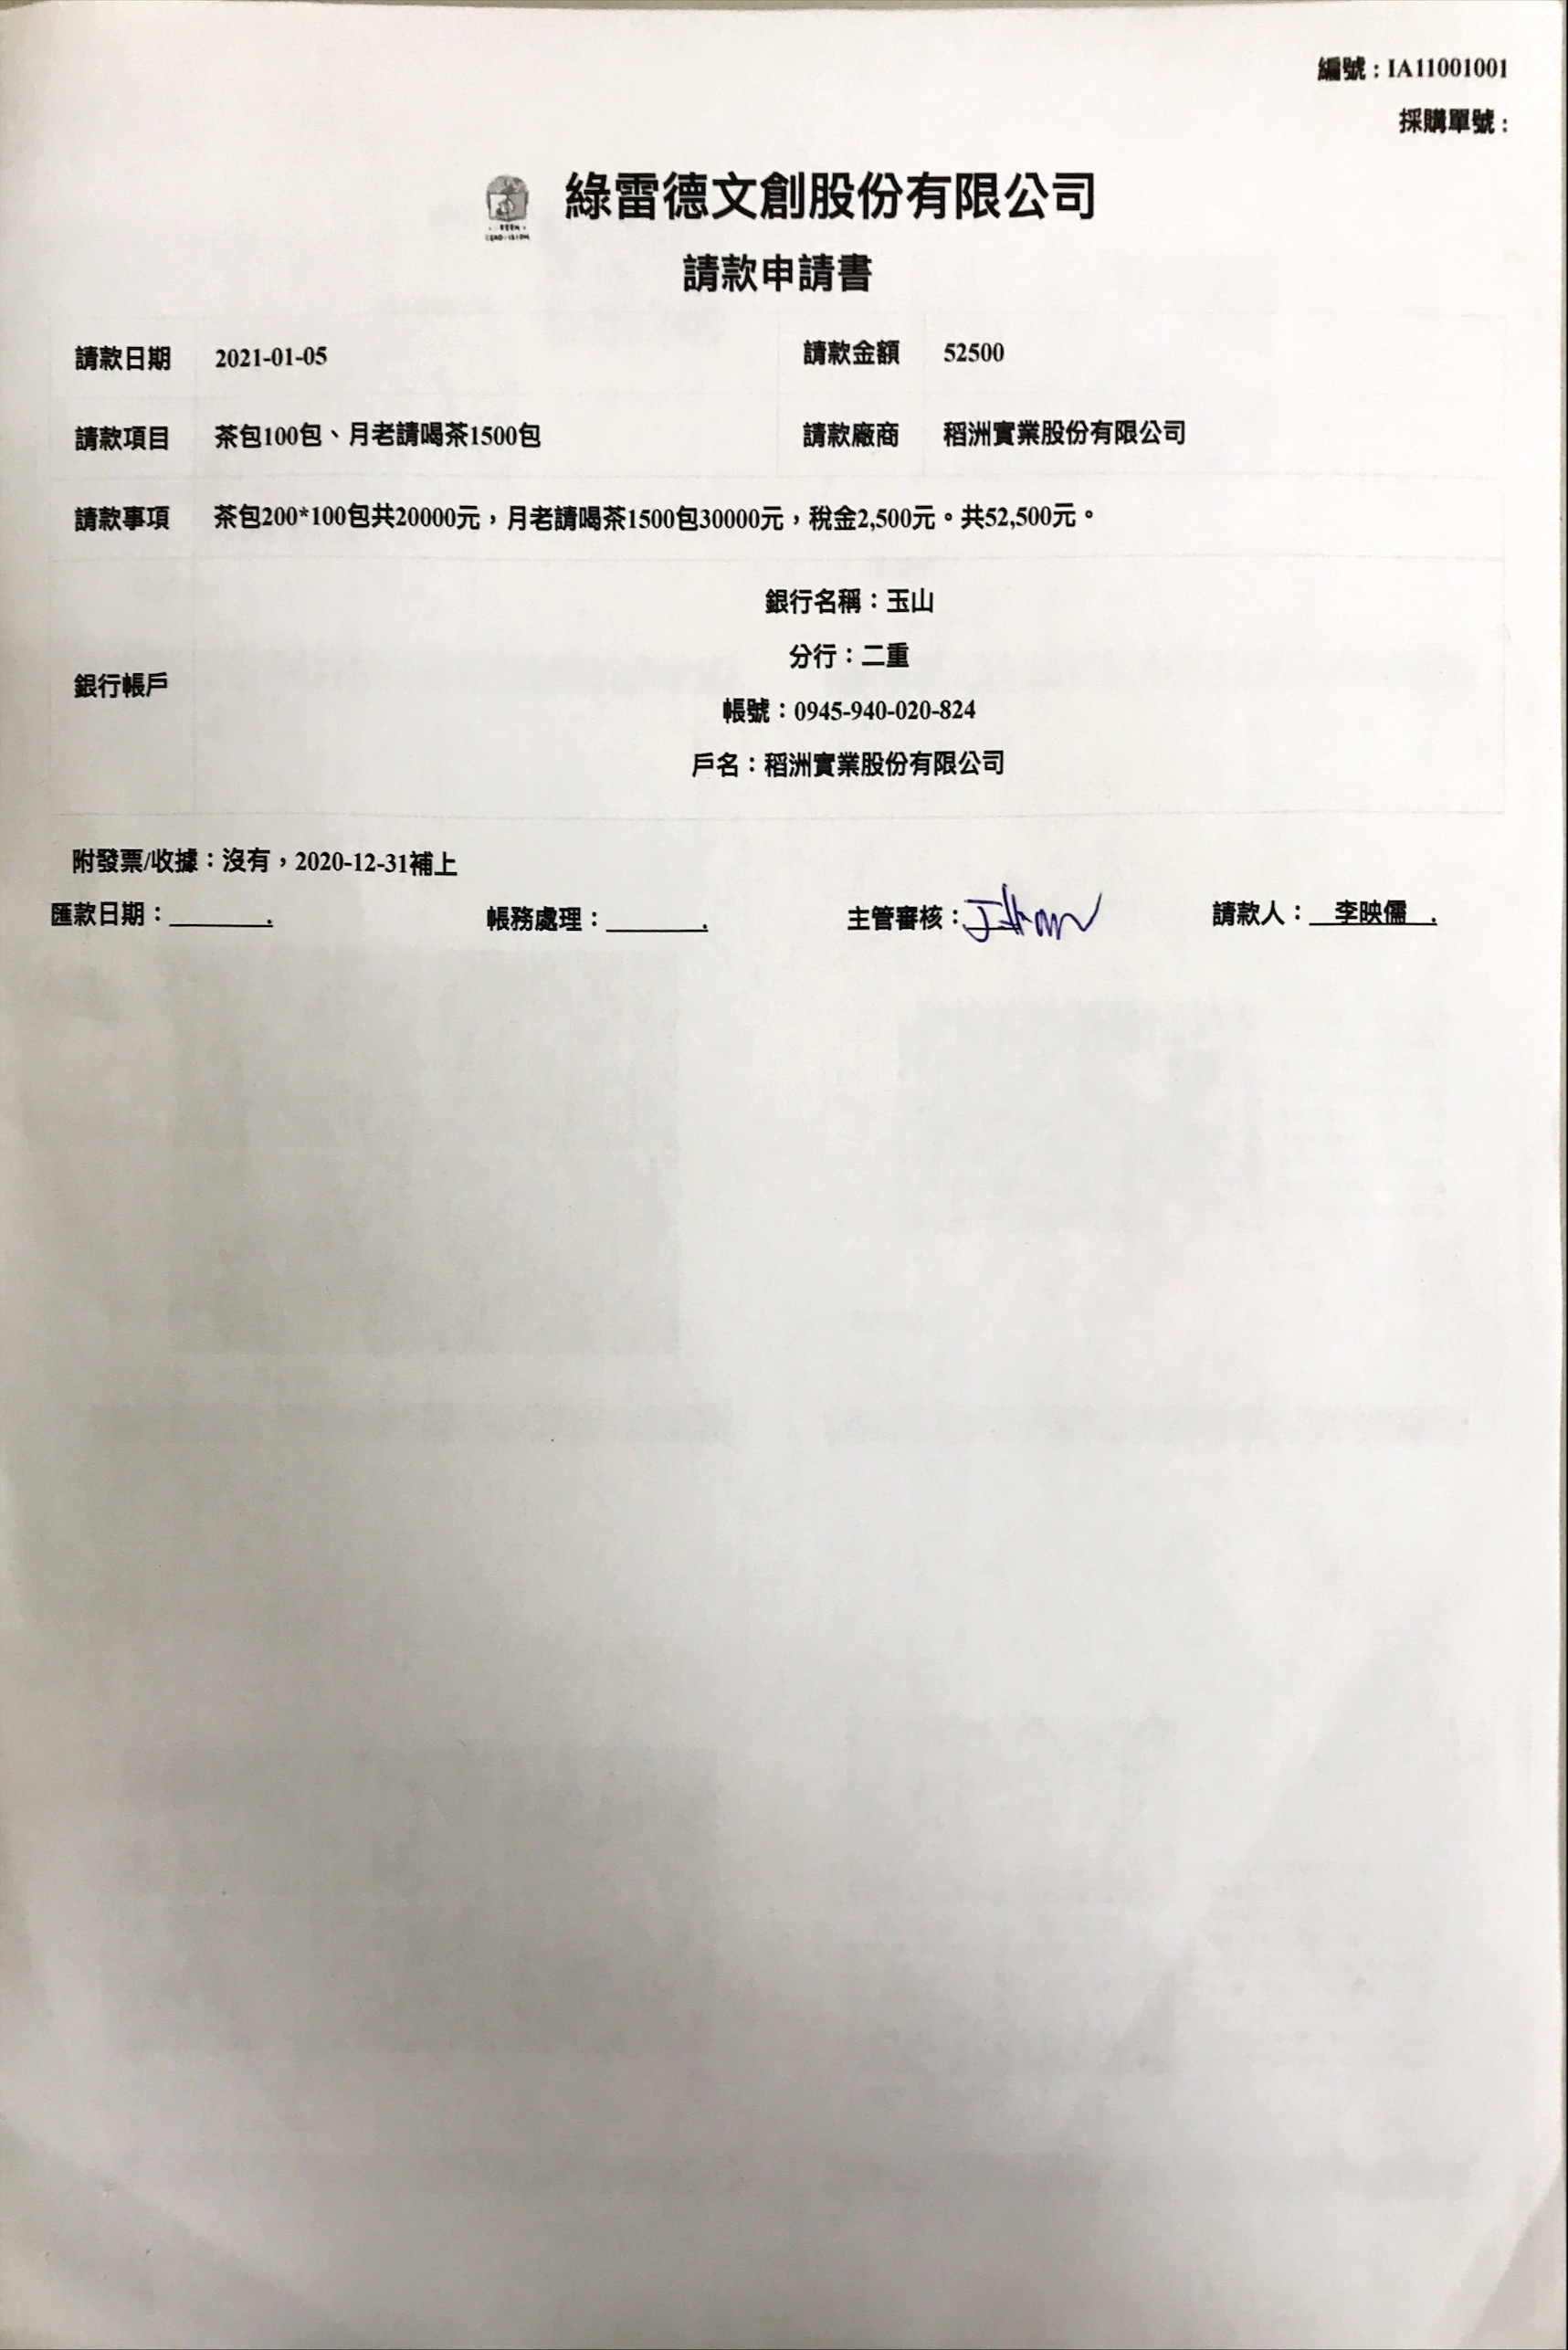 編號：IA11001001
採購單號：
綠雷德文創股份有限公司
請款申請書
請款日期 2021-01-05 請款金額 52500
請款項目 茶包100包、月老請喝茶1500包 請款廠商 稻洲實業股份有限公司
請款事項 茶包200*100包共20000元，月老請喝茶1500包30000元，稅金2,500元。共52,500元。
銀行帳戶
銀行名稱：玉山
分行：二重
帳號：0945-940-020-824
戶名：稻洲實業股份有限公司
附發票/收據：沒有，2020-12-31補上
匯款日期：________. 帳務處理：________. 主管審核： 請款人：__李映儒__.